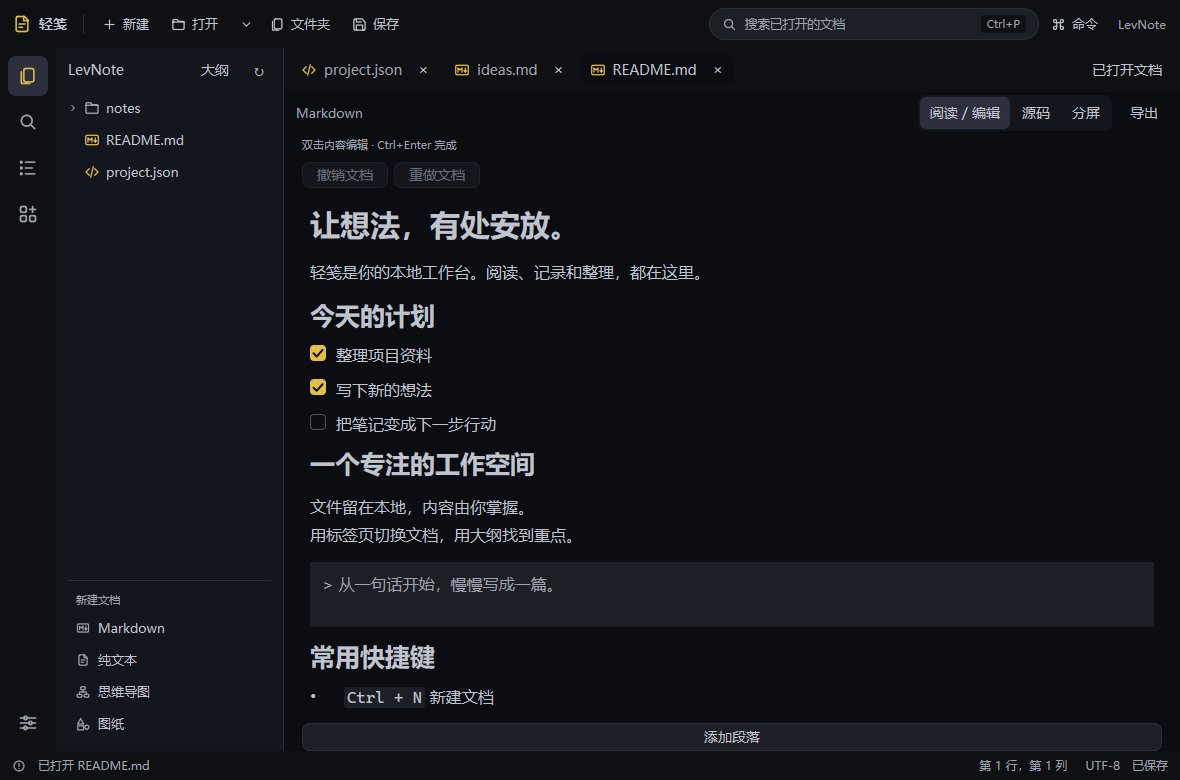 轻笺
新建
打开
文件夹
保存
搜索已打开的文档
Ctrl+P
命令
LevNote
LevNote
大纲
project.json
ideas.md
README.md
已打开文档
notes
README.md
project.json
Markdown
阅读 / 编辑
源码
分屏
导出
双击内容编辑 · Ctrl+Enter 完成
撤销文档
重做文档
让想法，有处安放。
轻笺是你的本地工作台。阅读、记录和整理，都在这里。
今天的计划
整理项目资料
写下新的想法
把笔记变成下一步行动
一个专注的工作空间
文件留在本地，内容由你掌握。
用标签页切换文档，用大纲找到重点。
> 从一句话开始，慢慢写成一篇。
常用快捷键
• Ctrl + N 新建文档
添加段落
新建文档
Markdown
纯文本
思维导图
图纸
已打开 README.md
第 1 行，第 1 列
UTF-8
已保存